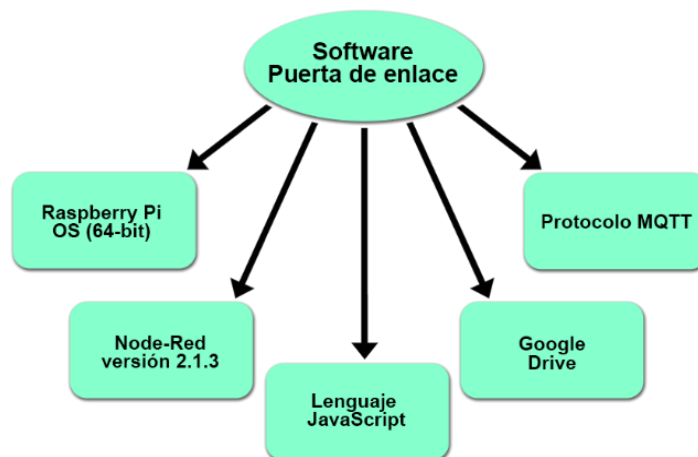 Software
Puerta de enlace
Raspberry Pi
OS (64-bit)
Protocolo MQTT
Node-Red
versión 2.1.3
Google
Drive
Lenguaje
JavaScript